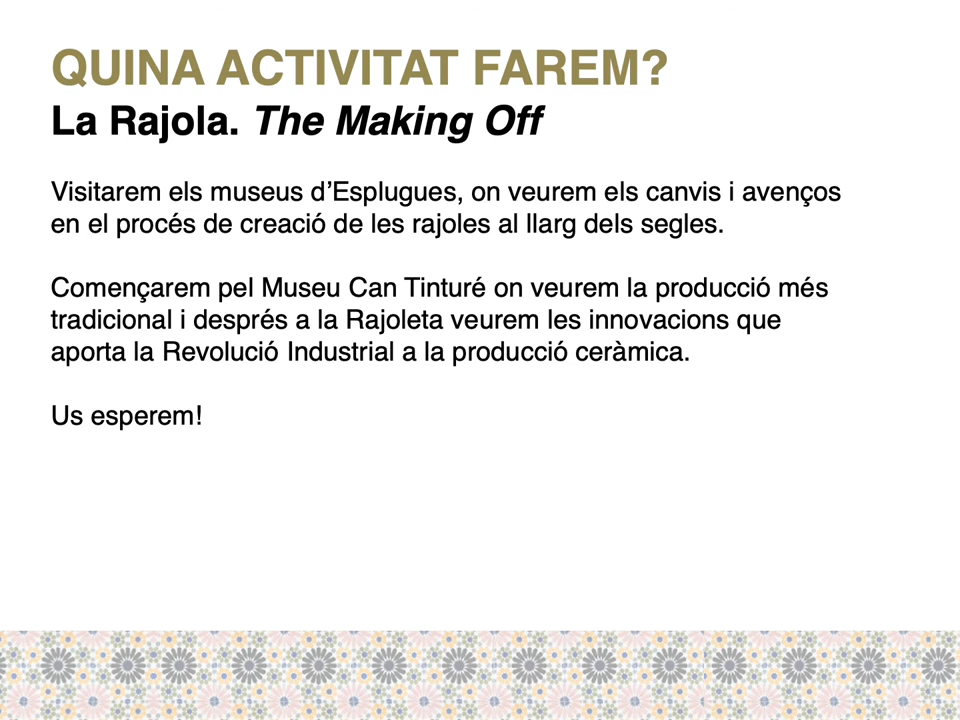 QUINA ACTIVITAT FAREM?
La Rajola. The Making Off
Visitarem els museus d’Esplugues, on veurem els canvis i avenços
en el procés de creació de les rajoles al llarg dels segles.
Començarem pel Museu Can Tinturé on veurem la producció més
tradicional i després a la Rajoleta veurem les innovacions que
aporta la Revolució Industrial a la producció ceràmica.
Us esperem!